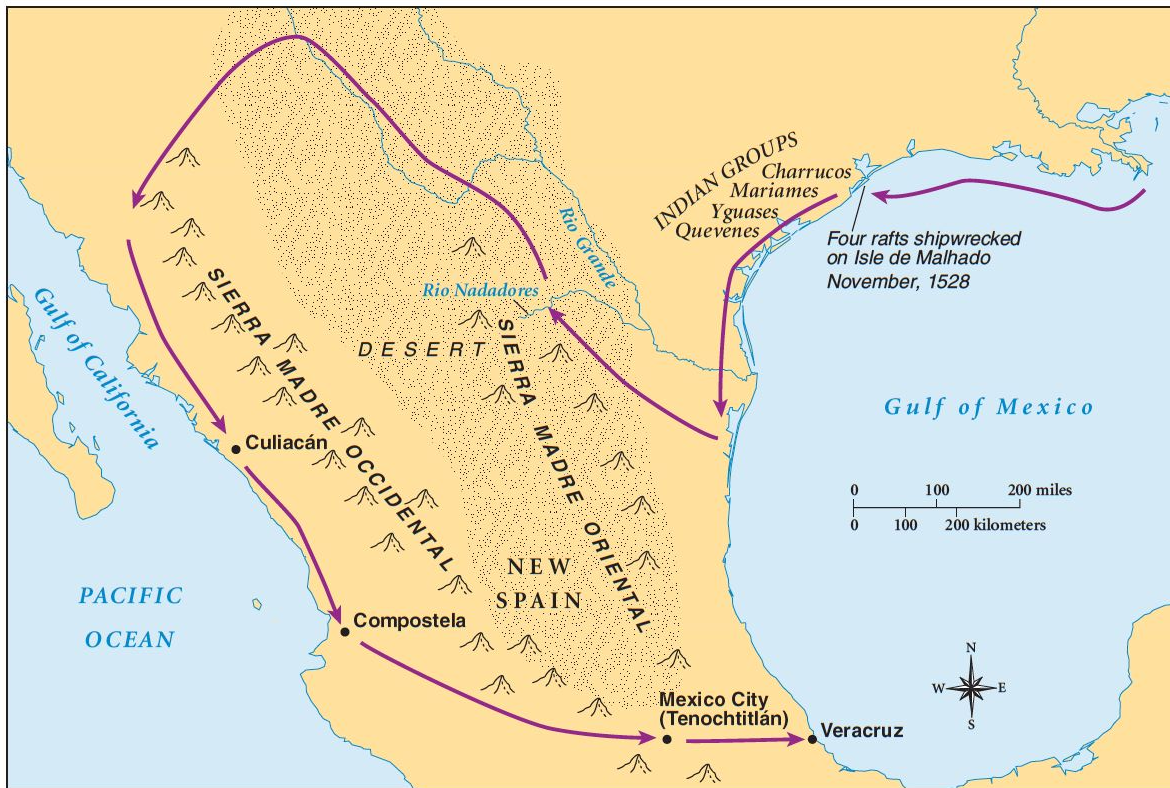 INDIAN GROUPS
Charrucos
Mariames
Yguases
Quevenes
Four rafts shipwrecked
on Isle de Malhado
November, 1528
Rio Grande
Rio Nadadores
Gulf of California
SIERRA MADRE OCCIDENTAL
DESERT
SIERRA MADRE ORIENTAL
Gulf of Mexico
Culiacán
0 100 200 miles
0 100 200 kilometers
NEW
SPAIN
PACIFIC
OCEAN
Compostela
N
W E
S
Mexico City
(Tenochtitlán)
Veracruz